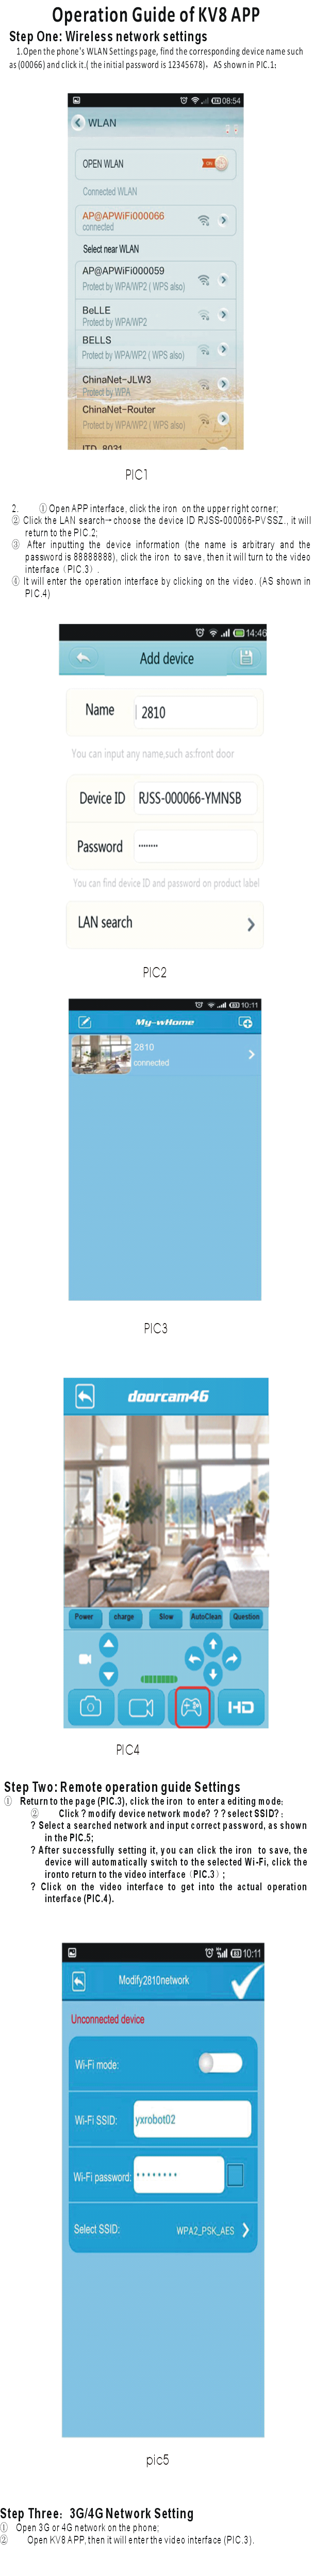 Operation Guide of KV8 APP
Step One: Wireless network settings
1.Open the phone's WLAN Settings page, find the corresponding device name such
as (00066) and click it.( the initial password is 12345678)，AS shown in PIC.1:
08:54
WLAN
OPEN WLAN
ON
Connected WLAN
AP@APWiFi000066
connected
Select near WLAN
AP@APWiFi000059
Protect by WPA/WP2 ( WPS also)
BeLLE
Protect by WPA/WP2
BELLS
Protect by WPA/WP2 ( WPS also)
ChinaNet-JLW3
Protect by WPA
ChinaNet-Router
Protect by WPA/WP2 ( WPS also)
ITD_8031
PIC1
2. ① Open APP interface, click the iron on the upper right corner;
② Click the LAN search→choose the device ID RJSS-000066-PVSSZ., it will
return to the PIC.2;
③ After inputting the device information (the name is arbitrary and the
password is 88888888), click the iron to save, then it will turn to the video
interface（PIC.3）.
④ It will enter the operation interface by clicking on the video. (AS shown in
PIC.4)
14:46
Add device
Name 2810
You can input any name,such as:front door
Device ID RJSS-000066-YMNSB
Password ........
You can find device ID and password on product label
LAN search
PIC2
10:11
My-wHome
2810
connected
PIC3
doorcam46
Power charge Slow AutoClean Question
HD
PIC4
Step Two: Remote operation guide Settings
① Return to the page (PIC.3), click the iron to enter a editing mode:
② Click ? modify device network mode? ? ? select SSID? :
? Select a searched network and input correct password, as shown
in the PIC.5;
? After successfully setting it, you can click the iron to save, the
device will automatically switch to the selected Wi-Fi, click the
iron to return to the video interface（PIC.3）;
? Click on the video interface to get into the actual operation
interface (PIC.4).
10:11
Modify2810network
Unconnected device
Wi-Fi mode:
Wi-Fi SSID: yxrobot02
Wi-Fi password: ********
Select SSID: WPA2_PSK_AES
pic5
Step Three：3G/4G Network Setting
① Open 3G or 4G network on the phone;
② Open KV8 APP, then it will enter the video interface (PIC.3).